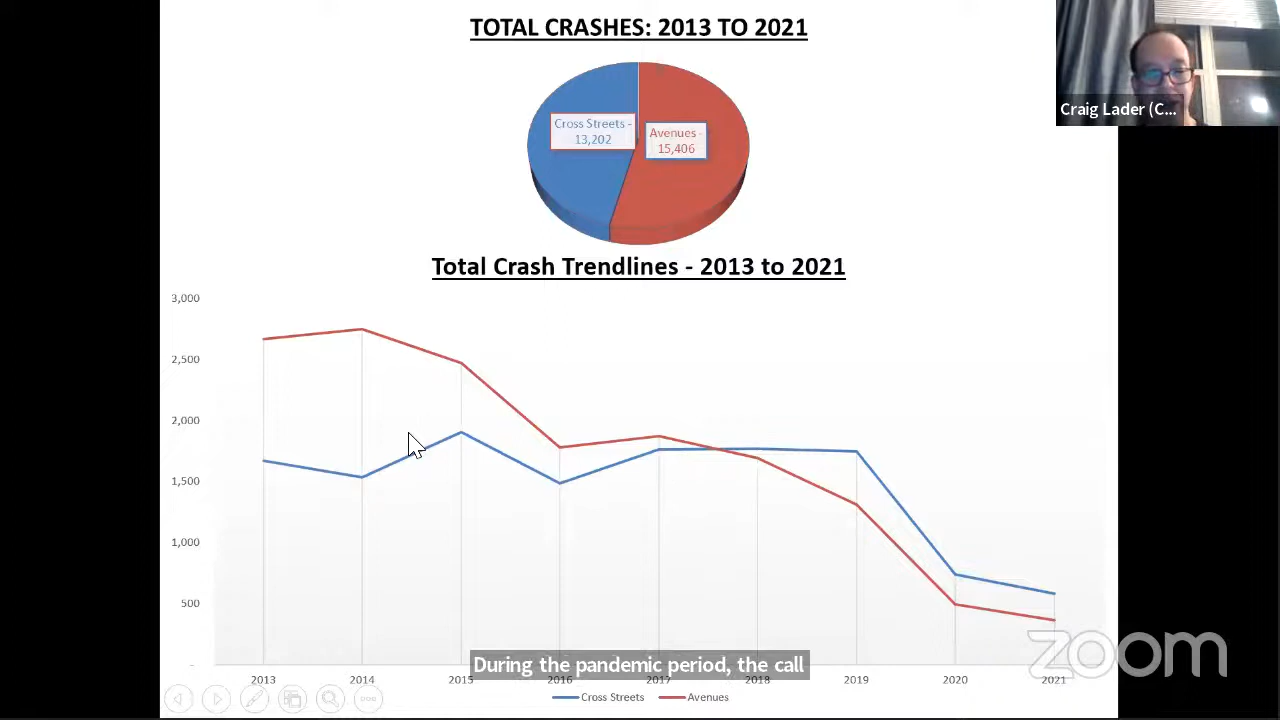 TOTAL CRASHES: 2013 TO 2021
Craig Lader (C...
Cross Streets -
13,202
Avenues -
15,406
Total Crash Trendlines - 2013 to 2021
3,000
2,500
2,000
1,500
1,000
500
-
During the pandemic period, the call
zoom
2013 2014 2015 2016 2017 2018 2019 2020 2021
Cross Streets Avenues